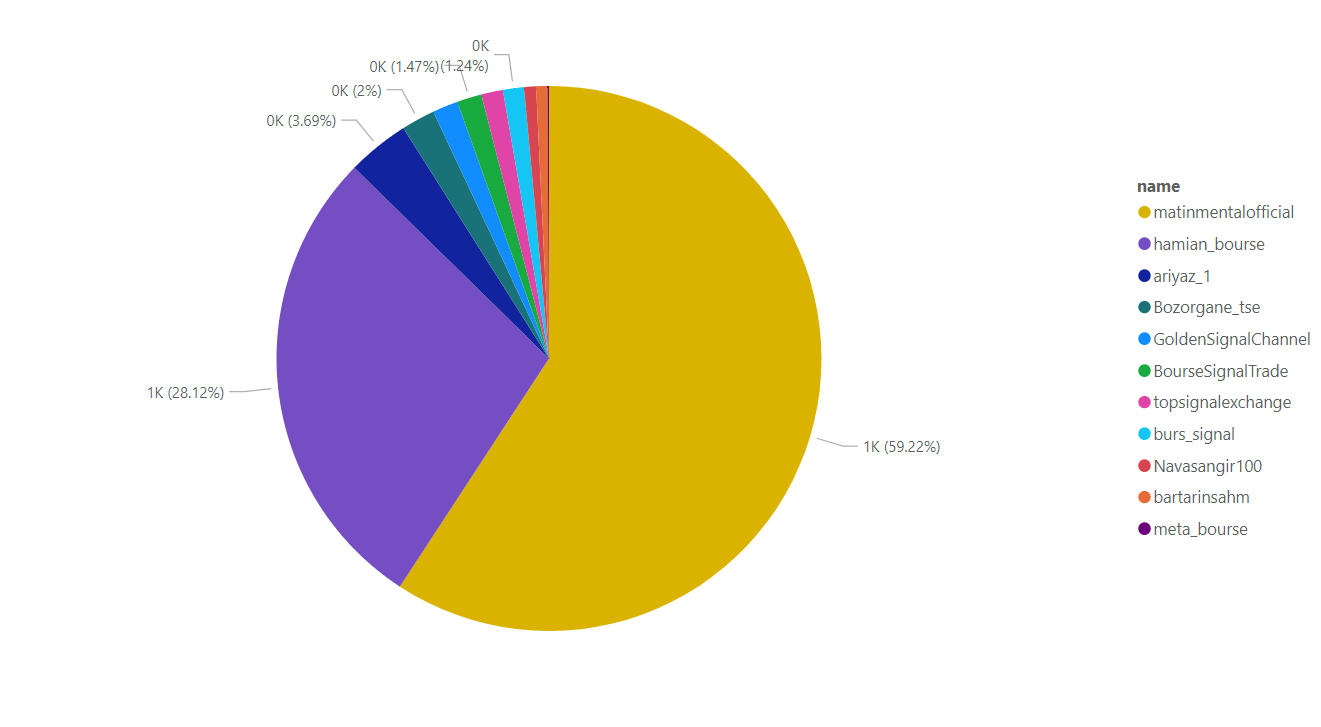 0K
(1.24%)
0K (1.47%)
0K (2%)
0K (3.69%)
1K (28.12%)
1K (59.22%)
name
matinmentalofficial
hamian_bourse
ariyaz_1
Bozorgane_tse
GoldenSignalChannel
BourseSignalTrade
topsignalexchange
burs_signal
Navasangir100
bartarinsahm
meta_bourse